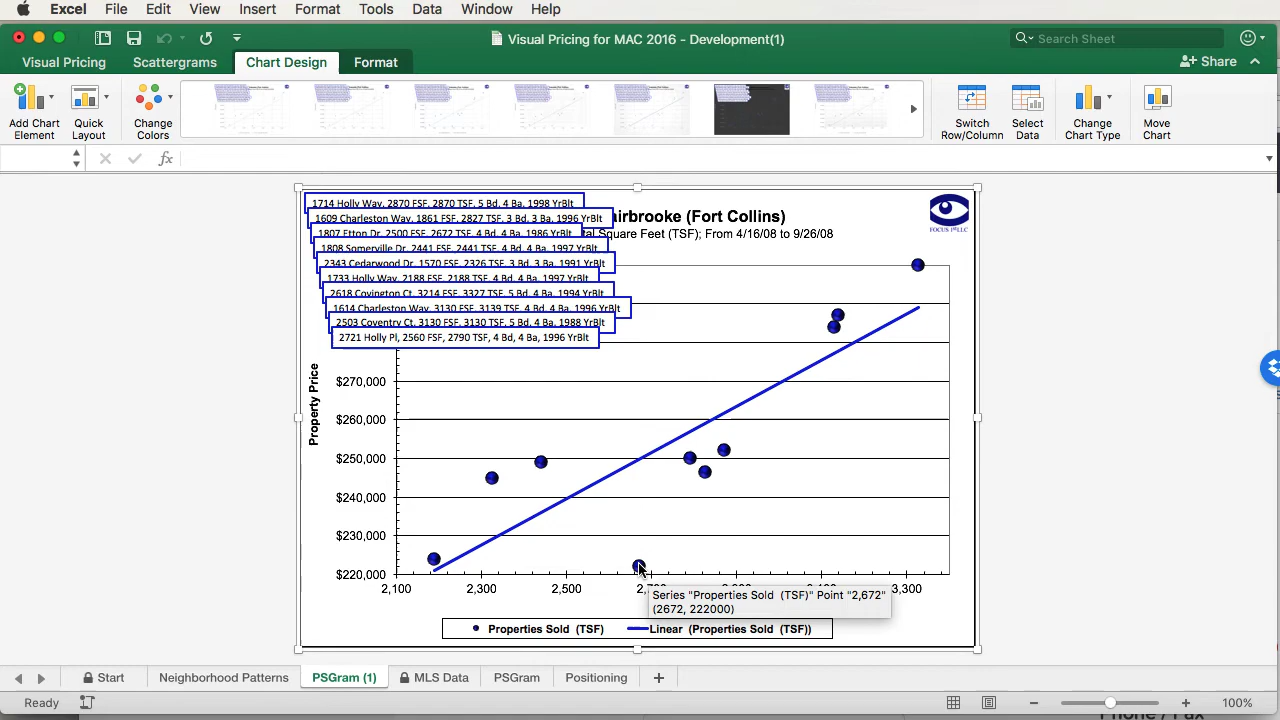 Excel File Edit View Insert Format Tools Data Window Help
Visual Pricing for MAC 2016 - Development(1)
Search Sheet
Visual Pricing Scattergrams Chart Design Format
Share
Add Chart Element
Quick Layout
Change Colors
Switch Row/Column
Select Data
Change Chart Type
Move Chart
fx
1714 Holly Way, 2870 FSF, 2870 TSF, 5 Bd, 4 Ba, 1998 YrBlt
1609 Charleston Way, 1861 FSF, 2827 TSF, 3 Bd, 3 Ba, 1996 YrBlt
1807 Etton Dr, 2500 FSF, 2672 TSF, 4 Bd, 4 Ba, 1986 YrBlt
1808 Somerville Dr, 2441 FSF, 2441 TSF, 4 Bd, 4 Ba, 1997 YrBlt
2343 Cedarwood Dr, 1570 FSF, 2326 TSF, 3 Bd, 3 Ba, 1991 YrBlt
1733 Holly Way, 2188 FSF, 2188 TSF, 4 Bd, 4 Ba, 1997 YrBlt
2618 Covington Ct, 3214 FSF, 3327 TSF, 5 Bd, 4 Ba, 1994 YrBlt
1614 Charleston Way, 3130 FSF, 3139 TSF, 4 Bd, 4 Ba, 1996 YrBlt
2503 Coventry Ct, 3130 FSF, 3130 TSF, 5 Bd, 4 Ba, 1988 YrBlt
2721 Holly Pl, 2560 FSF, 2790 TSF, 4 Bd, 4 Ba, 1996 YrBlt
airbrooke (Fort Collins)
tal Square Feet (TSF); From 4/16/08 to 9/26/08
FOCUS 1st LLC
Property Price
$270,000
$260,000
$250,000
$240,000
$230,000
$220,000
2,100 2,300 2,500 3,300
Series "Properties Sold (TSF)" Point "2,672"
(2672, 222000)
Properties Sold (TSF) Linear (Properties Sold (TSF))
Start Neighborhood Patterns PSGram (1) MLS Data PSGram Positioning +
Ready
100%